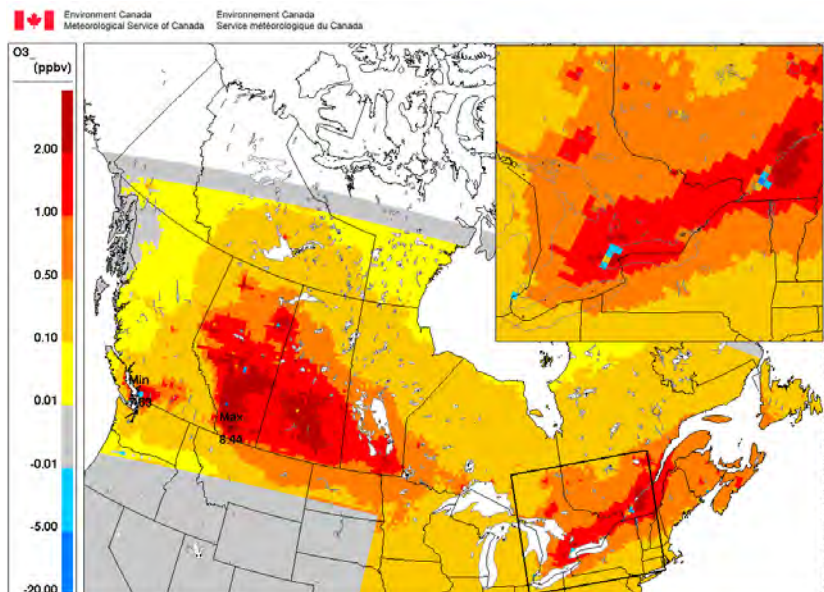 Environment Canada Environnement Canada
Meteorological Service of Canada Service météorologique du Canada
O3_
(ppbv)
2.00
1.00
0.50
0.10
0.01
-0.01
-5.00
-20.00
Min
Max
8.44